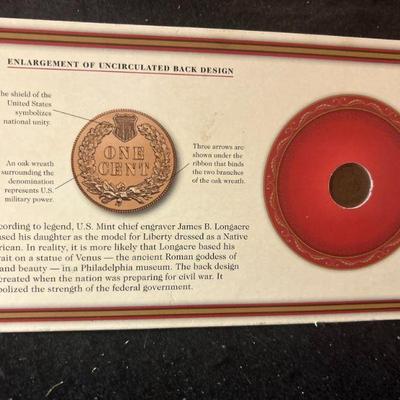 ENLARGEMENT OF UNCIRCULATED BACK DESIGN
he shield of the
United States
symbolizes
national unity.
An oak wreath
surrounding the
denomination
represents U.S.
military power.
ONE
CENT
Three arrows are
shown under the
ribbon that binds
the two branches
of the oak wreath.
cording to legend, U.S. Mint chief engraver James B. Longacre
ased his daughter as the model for Liberty dressed as a Native
erican. In reality, it is more likely that Longacre based his
rait on a statue of Venus — the ancient Roman goddess of
and beauty — in a Philadelphia museum. The back design
created when the nation was preparing for civil war. It
bolized the strength of the federal government.